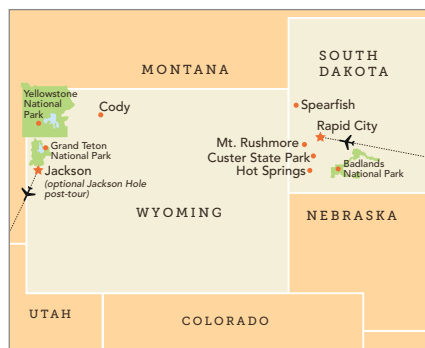 SOUTH
DAKOTA
MONTANA
Yellowstone
National
Park
Cody
Spearfish
Rapid City
Mt. Rushmore
Custer State Park
Hot Springs
Badlands
National Park
Grand Teton
National Park
Jackson
(optional Jackson Hole
post-tour)
WYOMING
NEBRASKA
UTAH
COLORADO